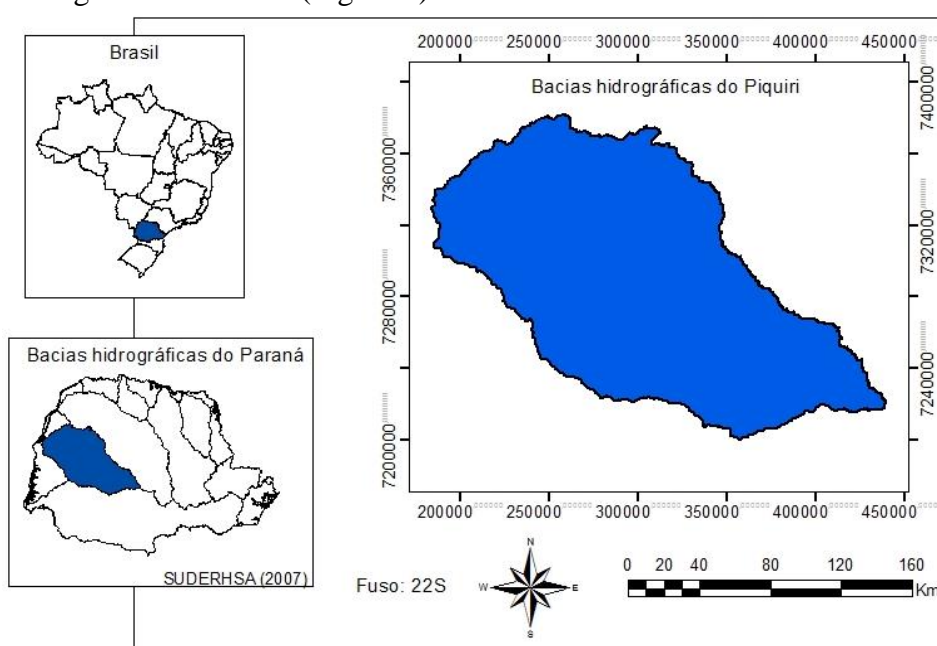 Brasil
Bacias hidrográficas do Paraná
SUDERHSA (2007)
200000 250000 300000 350000 400000 450000
Bacias hidrográficas do Piquiri
7360000
7280000
7200000
7400000
7320000
7240000
200000 250000 300000 350000 400000 450000
Fuso: 22S
N
W E
S
0 20 40 80 120 160
Km